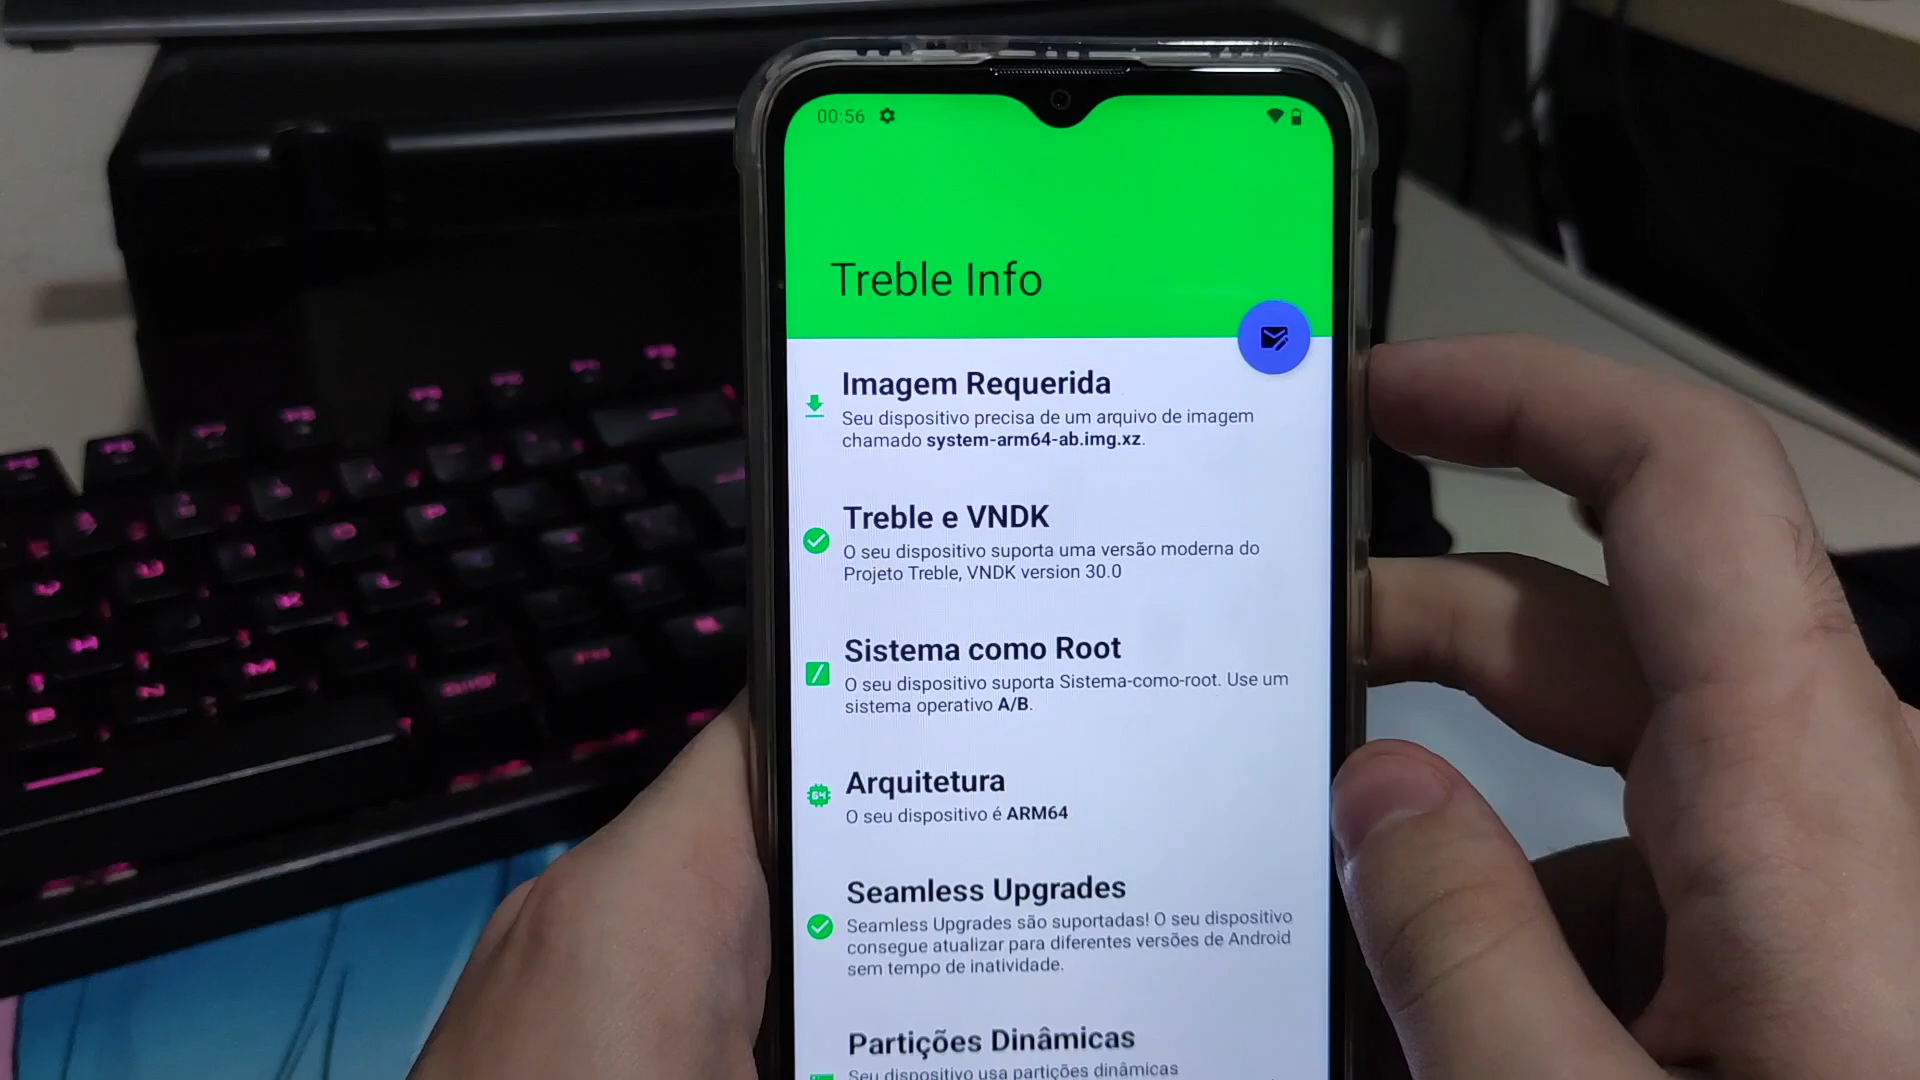 00:56
Treble Info
Imagem Requerida
Seu dispositivo precisa de um arquivo de imagem
chamado system-arm64-ab.img.xz.
Treble e VNDK
O seu dispositivo suporta uma versão moderna do
Projeto Treble, VNDK version 30.0
Sistema como Root
O seu dispositivo suporta Sistema-como-root. Use um
sistema operativo A/B.
64
Arquitetura
O seu dispositivo é ARM64
Seamless Upgrades
Seamless Upgrades são suportadas! O seu dispositivo
consegue atualizar para diferentes versões de Android
sem tempo de inatividade.
Partições Dinâmicas
Seu dispositivo usa partições dinâmicas